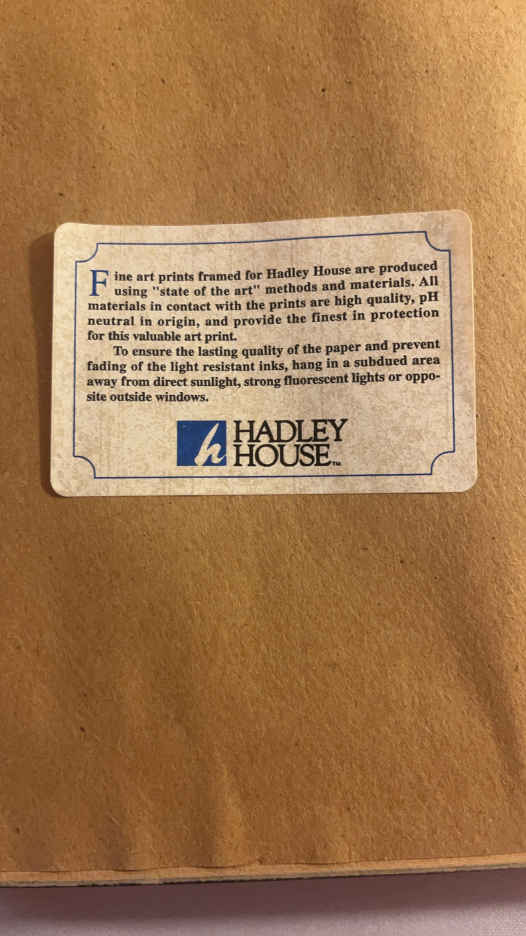 Fine art prints framed for Hadley House are produced
using "state of the art" methods and materials. All
materials in contact with the prints are high quality, pH
neutral in origin, and provide the finest in protection
for this valuable art print.
To ensure the lasting quality of the paper and prevent
fading of the light resistant inks, hang in a subdued area
away from direct sunlight, strong fluorescent lights or oppo-
site outside windows.
h HADLEY
HOUSE™